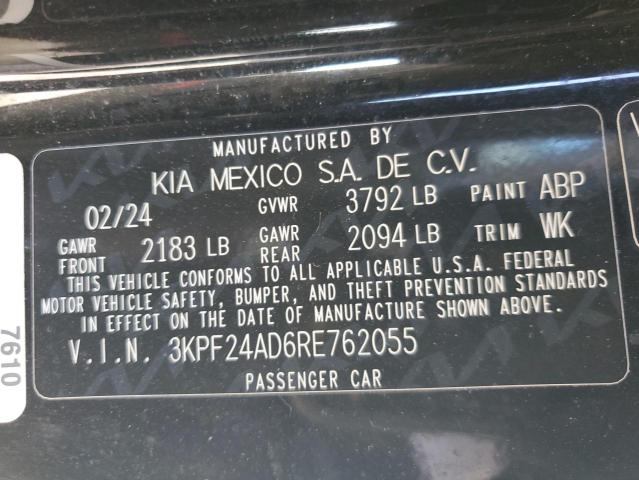 MANUFACTURED BY
KIA MEXICO S.A. DE C.V.
02/24 GVWR 3792 LB PAINT ABP
GAWR FRONT 2183 LB GAWR REAR 2094 LB TRIM WK
THIS VEHICLE CONFORMS TO ALL APPLICABLE U.S.A. FEDERAL
MOTOR VEHICLE SAFETY, BUMPER, AND THEFT PREVENTION STANDARDS
IN EFFECT ON THE DATE OF MANUFACTURE SHOWN ABOVE.
V.I.N. 3KPF24AD6RE762055
PASSENGER CAR
7610